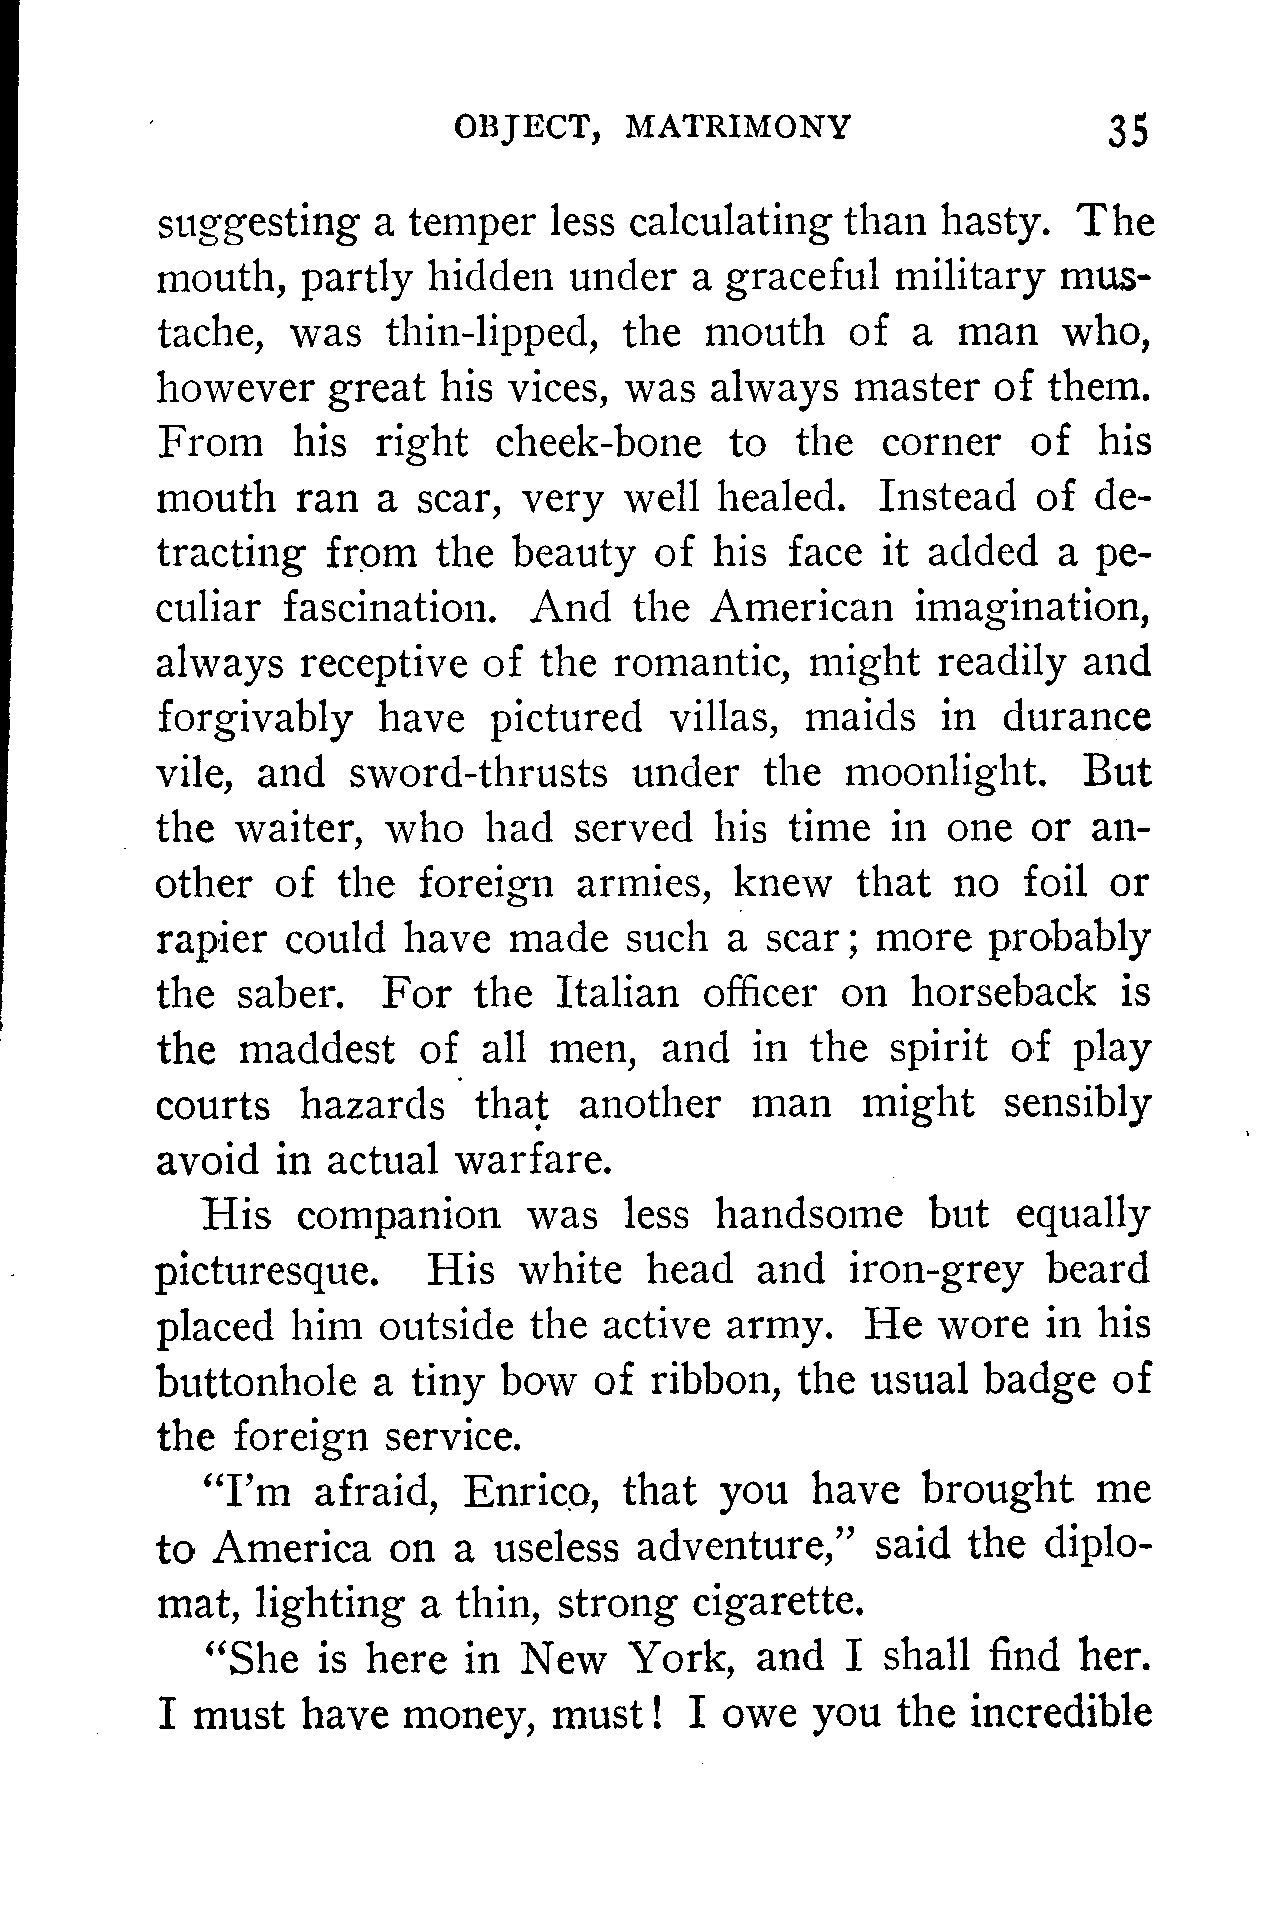 OBJECT, MATRIMONY 35
suggesting a temper less calculating than hasty. The
mouth, partly hidden under a graceful military mus-
tache, was thin-lipped, the mouth of a man who,
however great his vices, was always master of them.
From his right cheek-bone to the corner of his
mouth ran a scar, very well healed. Instead of de-
tracting from the beauty of his face it added a pe-
culiar fascination. And the American imagination,
always receptive of the romantic, might readily and
forgivably have pictured villas, maids in durance
vile, and sword-thrusts under the moonlight. But
the waiter, who had served his time in one or an-
other of the foreign armies, knew that no foil or
rapier could have made such a scar; more probably
the saber. For the Italian officer on horseback is
the maddest of all men, and in the spirit of play
courts hazards that another man might sensibly
avoid in actual warfare.
His companion was less handsome but equally
picturesque. His white head and iron-grey beard
placed him outside the active army. He wore in his
buttonhole a tiny bow of ribbon, the usual badge of
the foreign service.
“I'm afraid, Enrico, that you have brought me
to America on a useless adventure,” said the diplo-
mat, lighting a thin, strong cigarette.
“She is here in New York, and I shall find her.
I must have money, must! I owe you the incredible